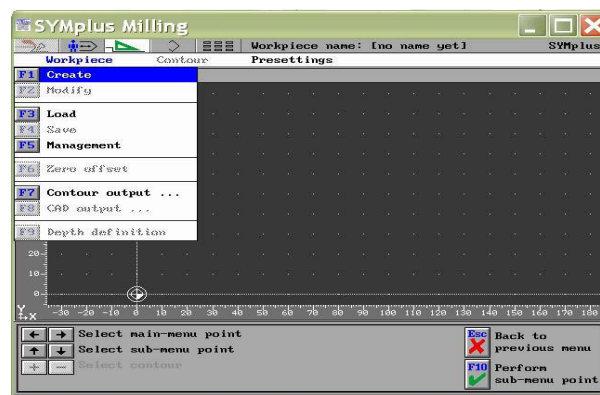 SYMplus Milling
Workpiece name: [no name yet] SYMplus
Workpiece Contour Presettings
F1 Create
F2 Modify
F3 Load
F4 Save
F5 Management
F6 Zero offset
F7 Contour output ...
F8 CAD output ...
F9 Depth definition
20
10
0
Y
X -30 -20 -10 0 10 20 30 40 50 60 70 80 90 100 110 120 130 140 150 160 170 180
← → Select main-menu point
↑ ↓ Select sub-menu point
+ - Select contour
Esc Back to
previous menu
F10 Perform
sub-menu point